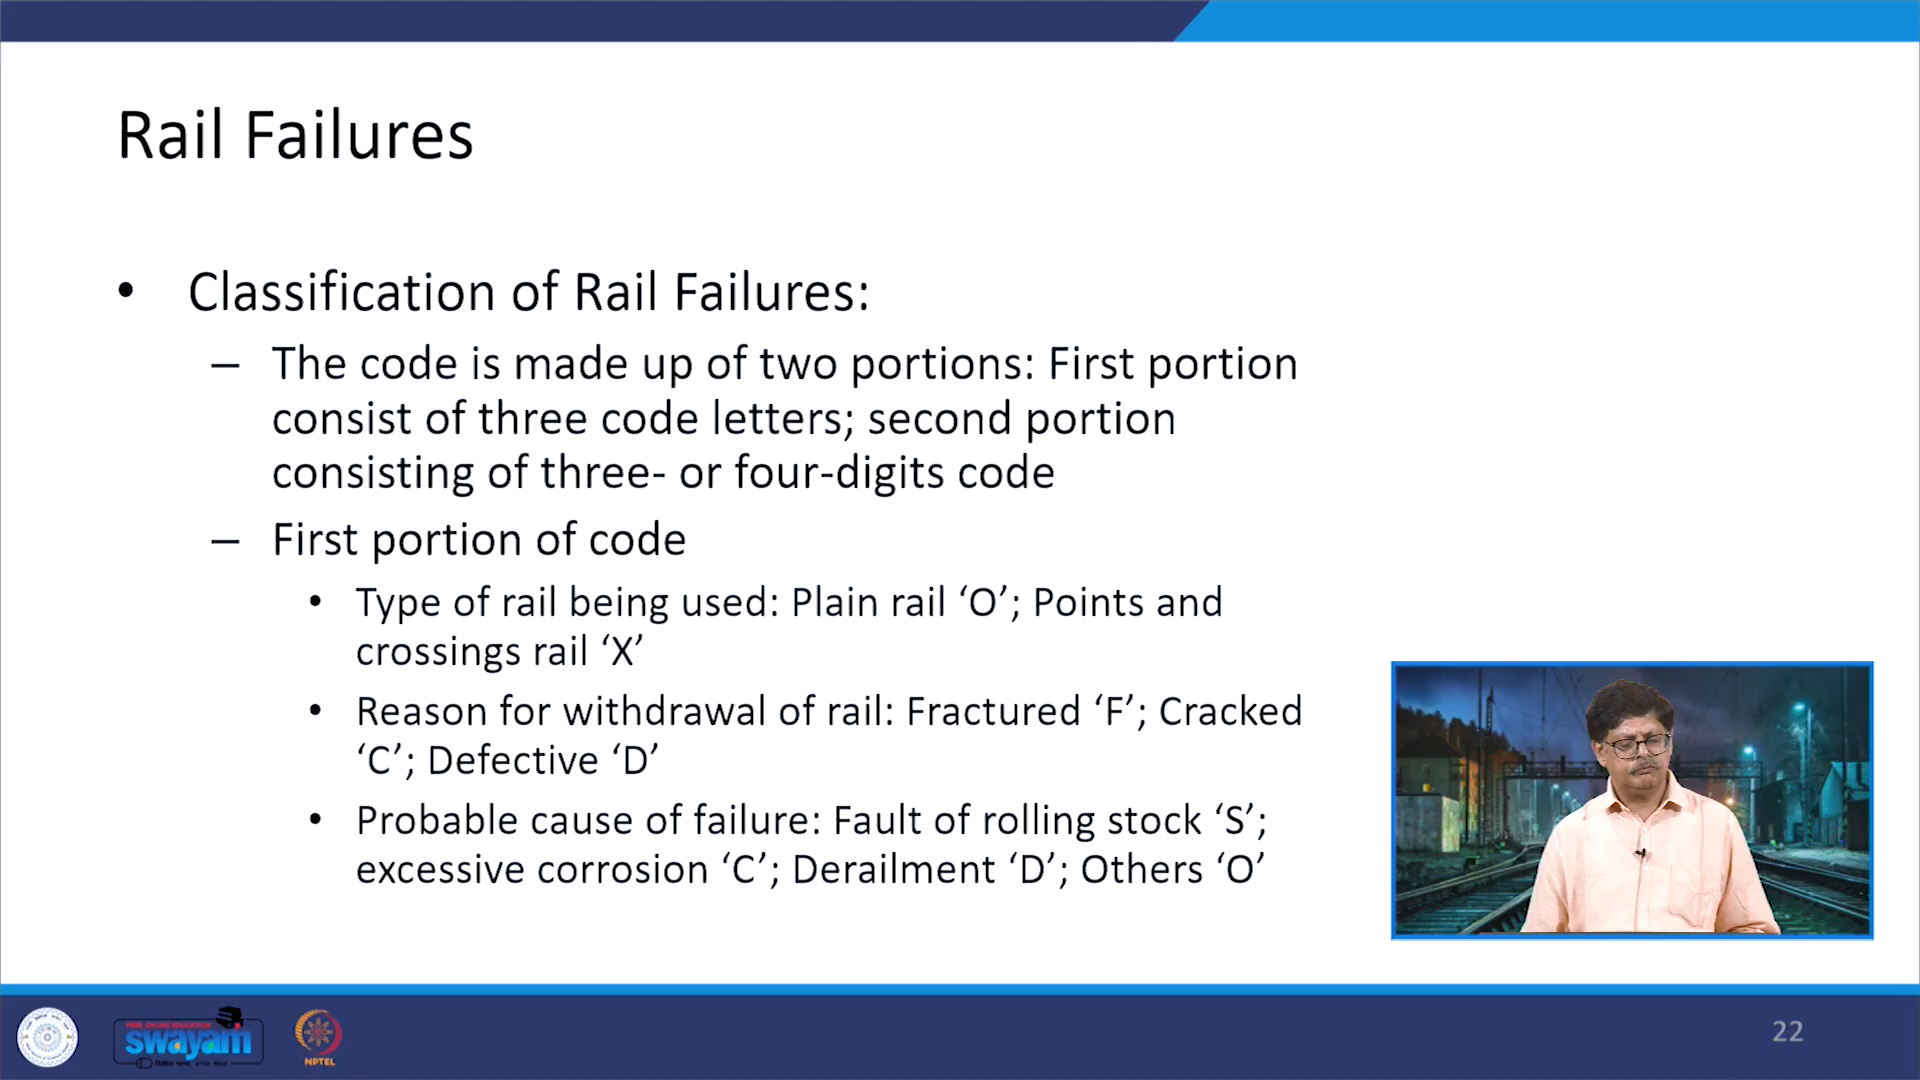 Rail Failures
• Classification of Rail Failures:
– The code is made up of two portions: First portion
consist of three code letters; second portion
consisting of three- or four-digits code
– First portion of code
• Type of rail being used: Plain rail ‘O’; Points and
crossings rail ‘X’
• Reason for withdrawal of rail: Fractured ‘F’; Cracked
‘C’; Defective ‘D’
• Probable cause of failure: Fault of rolling stock ‘S’;
excessive corrosion ‘C’; Derailment ‘D’; Others ‘O’
FREE ONLINE EDUCATION
swayam
NPTEL
22